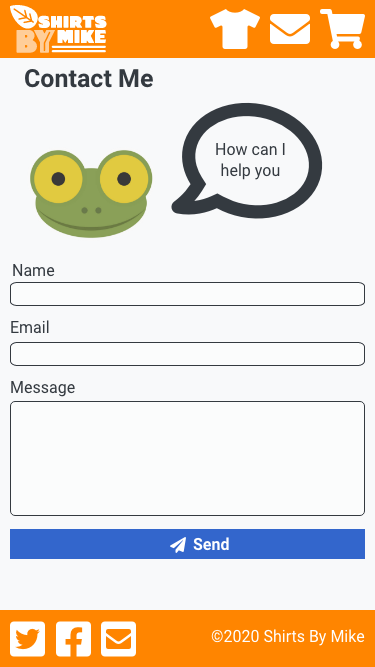 SHIRTS
BY MIKE
Contact Me
How can I
help you
Name
Email
Message
Send
©2020 Shirts By Mike